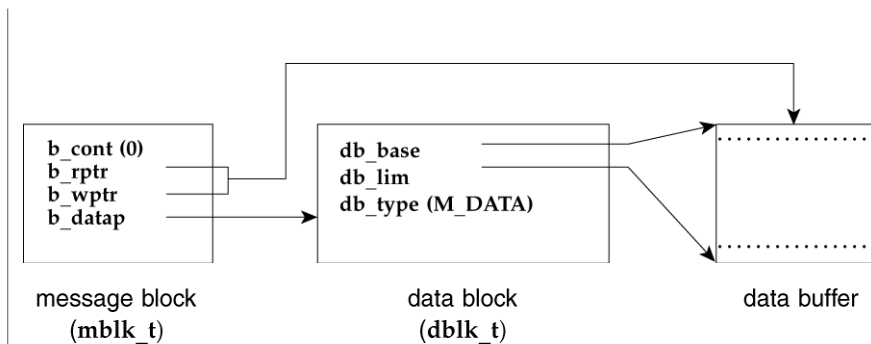 b_cont (0)
b_rptr
b_wptr
b_datap
db_base
db_lim
db_type (M_DATA)
message block
(mblk_t)
data block
(dblk_t)
data buffer